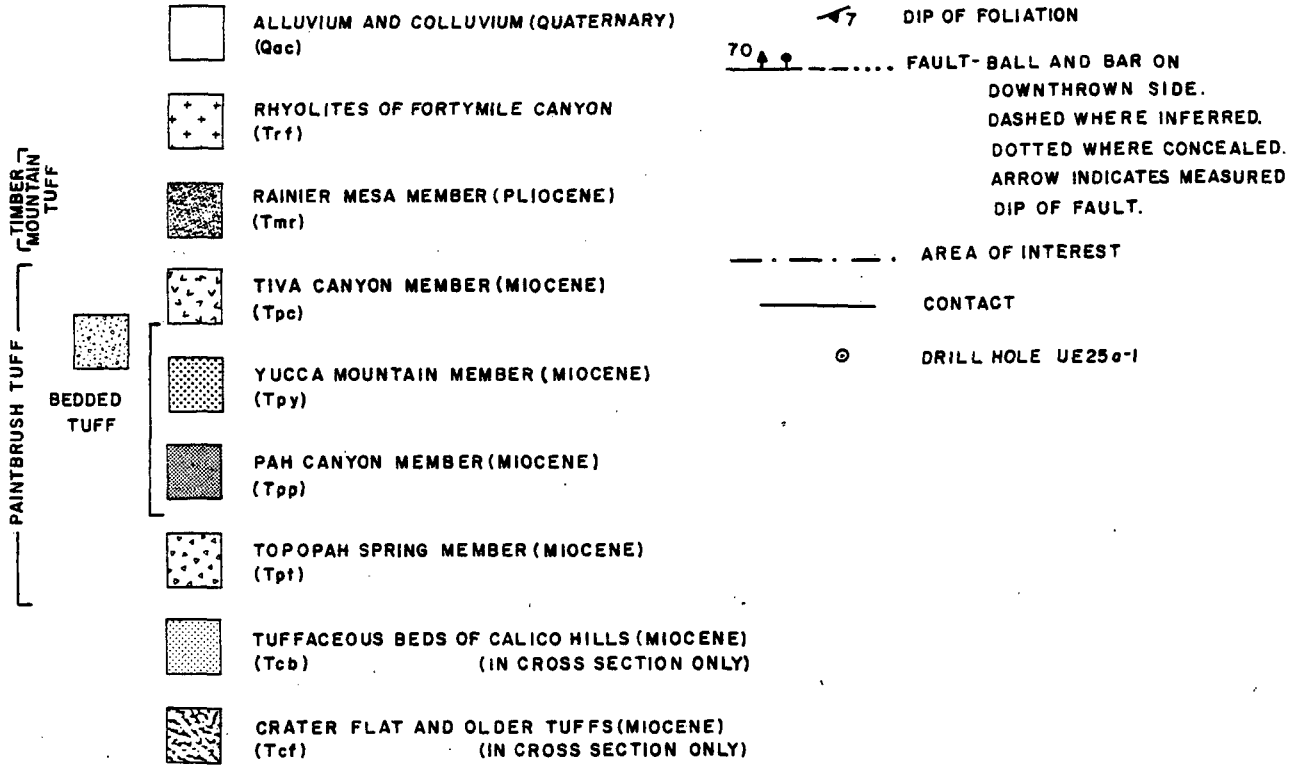 ALLUVIUM AND COLLUVIUM (QUATERNARY)
(Qac)
RHYOLITES OF FORTYMILE CANYON
(Trf)
TIMBER
MOUNTAIN
TUFF
RAINIER MESA MEMBER (PLIOCENE)
(Tmr)
PAINTBRUSH TUFF
TIVA CANYON MEMBER (MIOCENE)
(Tpc)
BEDDED
TUFF
YUCCA MOUNTAIN MEMBER (MIOCENE)
(Tpy)
PAH CANYON MEMBER (MIOCENE)
(Tpp)
TOPOPAH SPRING MEMBER (MIOCENE)
(Tpt)
TUFFACEOUS BEDS OF CALICO HILLS (MIOCENE)
(Tcb) (IN CROSS SECTION ONLY)
CRATER FLAT AND OLDER TUFFS (MIOCENE)
(Tcf) (IN CROSS SECTION ONLY)
7 DIP OF FOLIATION
70 FAULT- BALL AND BAR ON
DOWNTHROWN SIDE.
DASHED WHERE INFERRED.
DOTTED WHERE CONCEALED.
ARROW INDICATES MEASURED
DIP OF FAULT.
AREA OF INTEREST
CONTACT
DRILL HOLE UE25a-1